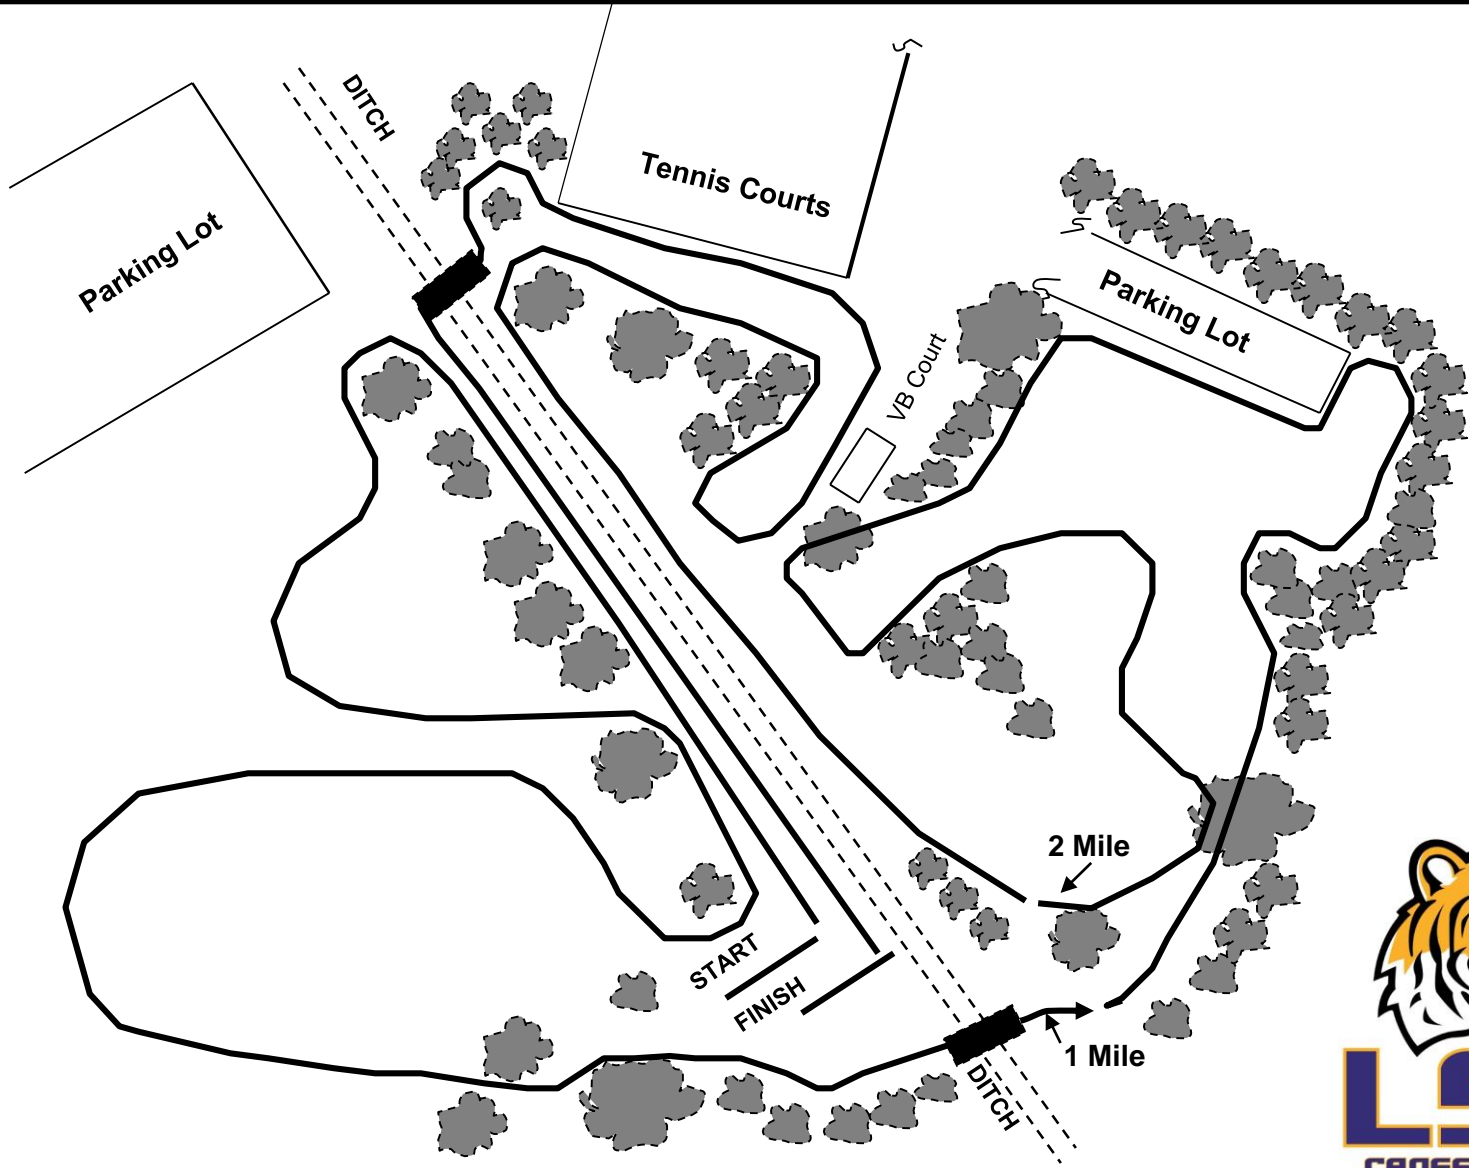 DITCH
Tennis Courts
Parking Lot
Parking Lot
VB Court
2 Mile
START
FINISH
1 Mile
DITCH